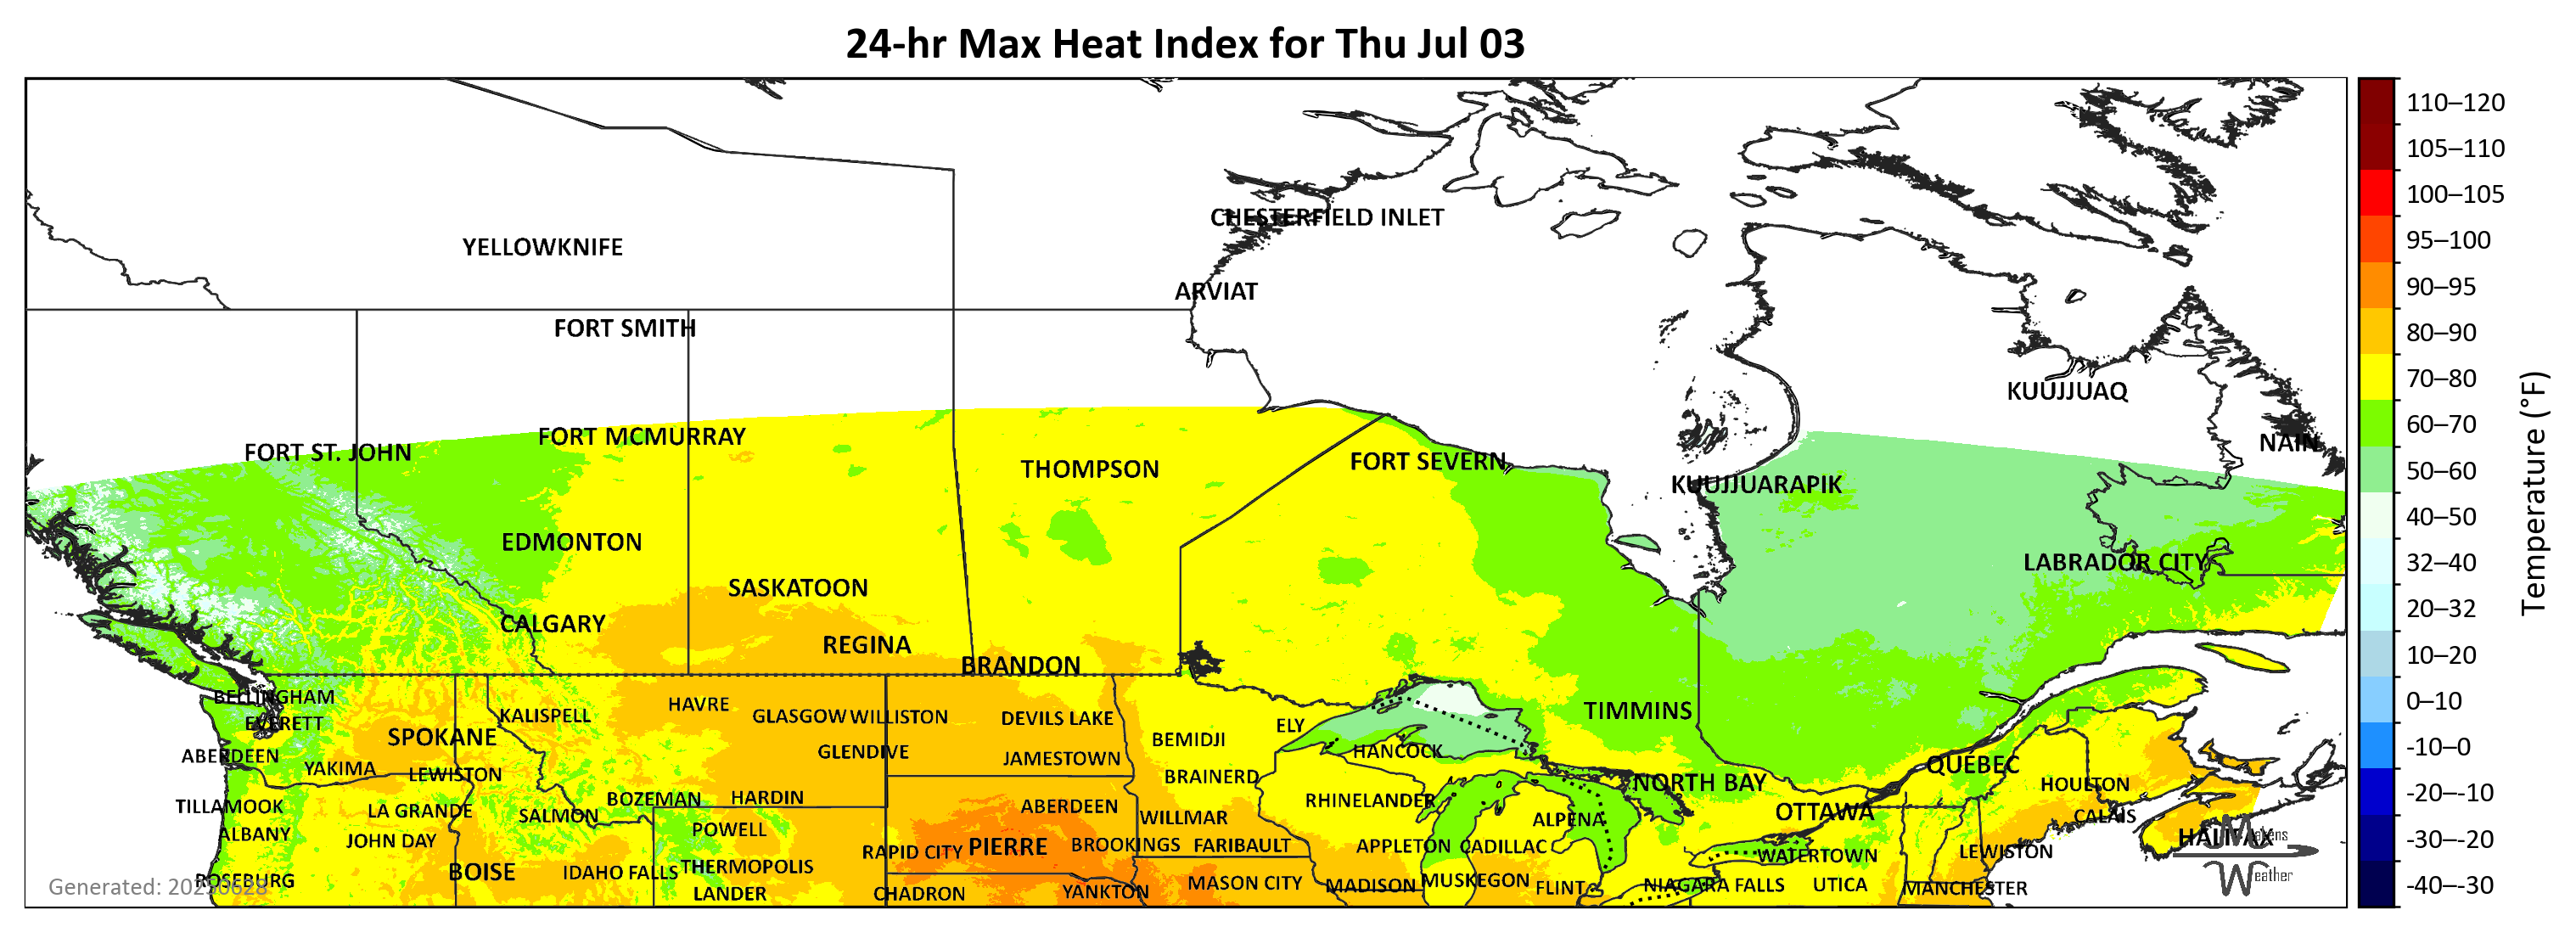 24-hr Max Heat Index for Thu Jul 03
110–120
105–110
100–105
95–100
90–95
80–90
70–80
60–70
50–60
40–50
32–40
20–32
10–20
0–10
-10–0
-20–-10
-30–-20
-40–-30
Temperature (°F)
CHESTERFIELD INLET
YELLOWKNIFE
ARVIAT
FORT SMITH
KUUJJUAQ
FORT MCMURRAY
NAIN
FORT ST. JOHN
FORT SEVERN
THOMPSON
KUUJJUARAPIK
EDMONTON
LABRADOR CITY
SASKATOON
CALGARY
REGINA
BRANDON
BELLINGHAM
HAVRE
TIMMINS
KALISPELL
GLASGOW
WILLISTON
DEVILS LAKE
EVERETT
ELY
SPOKANE
BEMIDJI
GLENDIVE
HANCOCK
ABERDEEN
JAMESTOWN
QUÉBEC
YAKIMA
LEWISTON
BRAINERD
NORTH BAY
HOULTON
BOZEMAN
HARDIN
RHINELANDER
TILLAMOOK
LA GRANDE
ABERDEEN
OTTAWA
SALMON
WILLMAR
CALAIS
ALPENA
ALBANY
POWELL
HALIFAX
JOHN DAY
PIERRE
BROOKINGS
FARIBAULT
APPLETON
CADILLAC
RAPID CITY
LEWISTON
WATERTOWN
THERMOPOLIS
BOISE
IDAHO FALLS
ROSEBURG
MUSKEGON
MASON CITY
MADISON
NIAGARA FALLS
UTICA
FLINT
MANCHESTER
LANDER
CHADRON
YANKTON
Generated: 20250628
Weather